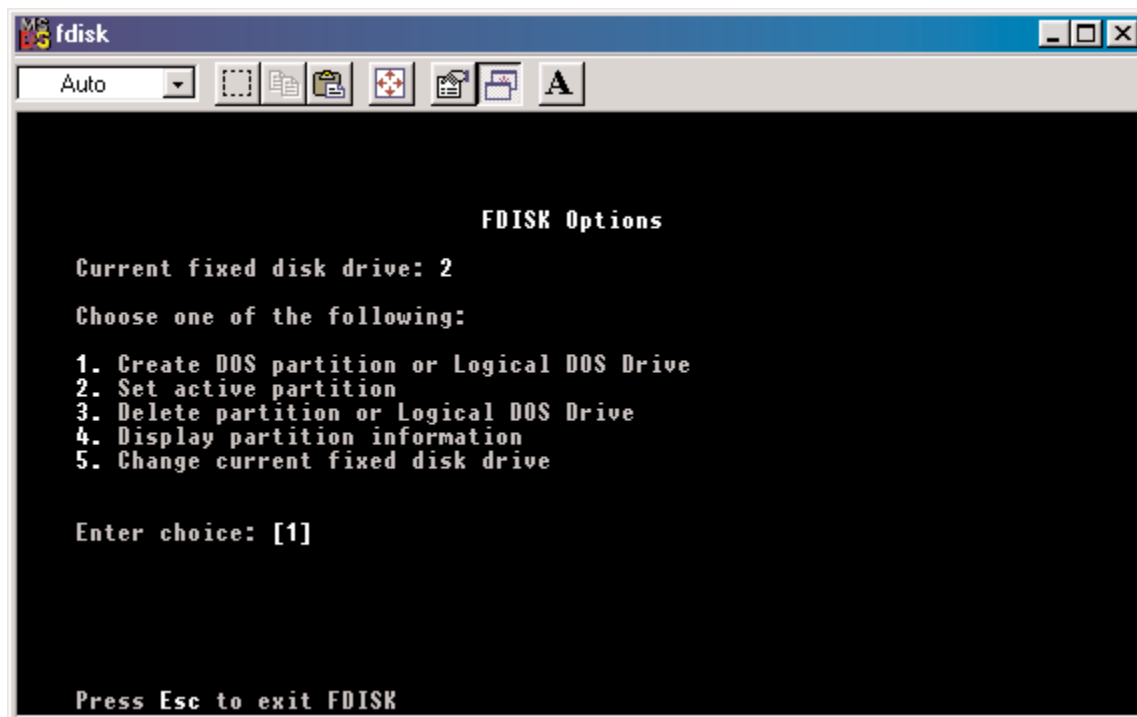 MS DOS fdisk
Auto
A
FDISK Options
Current fixed disk drive: 2
Choose one of the following:
1. Create DOS partition or Logical DOS Drive
2. Set active partition
3. Delete partition or Logical DOS Drive
4. Display partition information
5. Change current fixed disk drive
Enter choice: [1]
Press Esc to exit FDISK